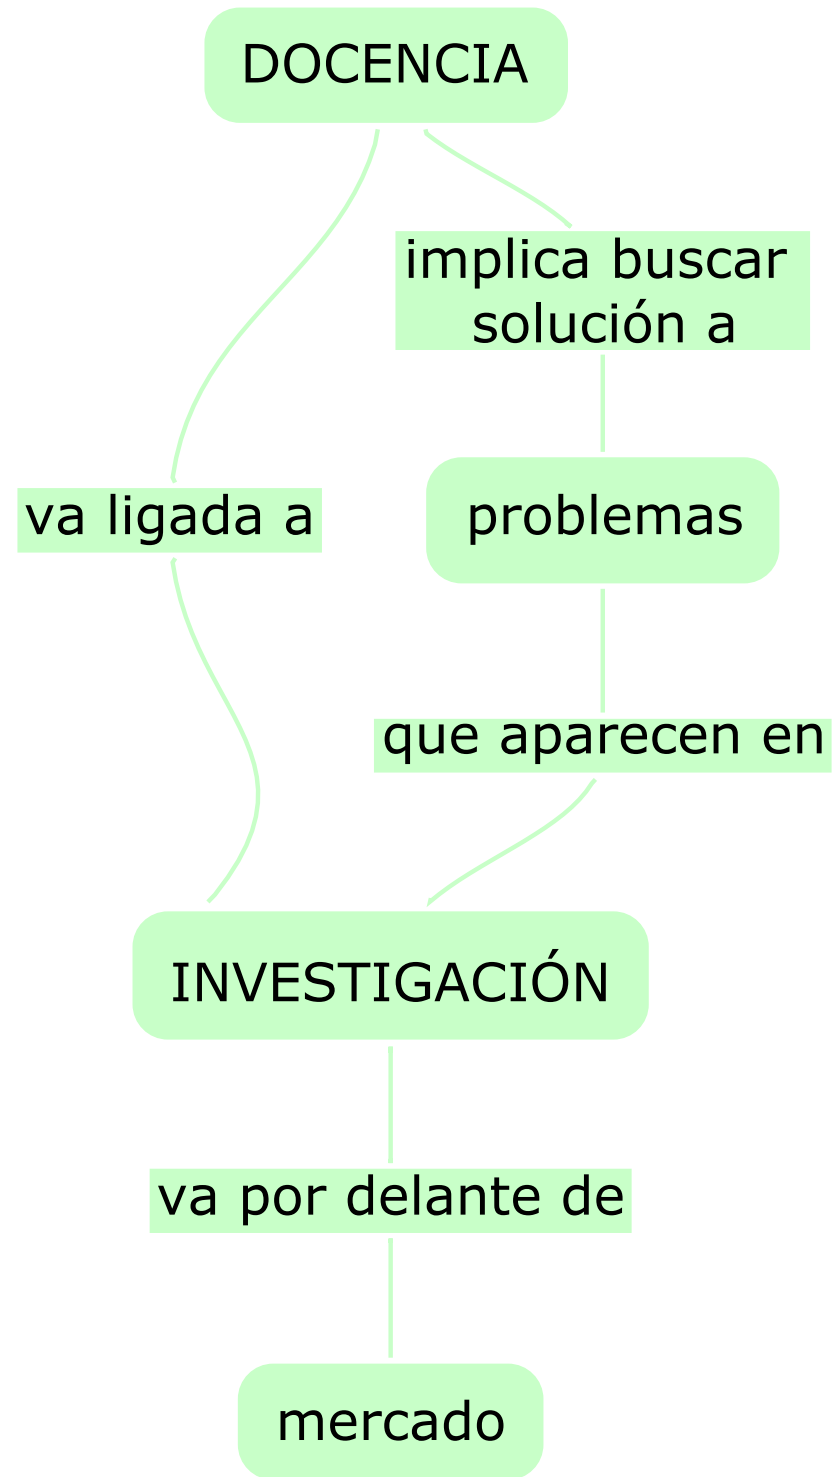 DOCENCIA
implica buscar
solución a
va ligada a
problemas
que aparecen en
INVESTIGACIÓN
va por delante de
mercado